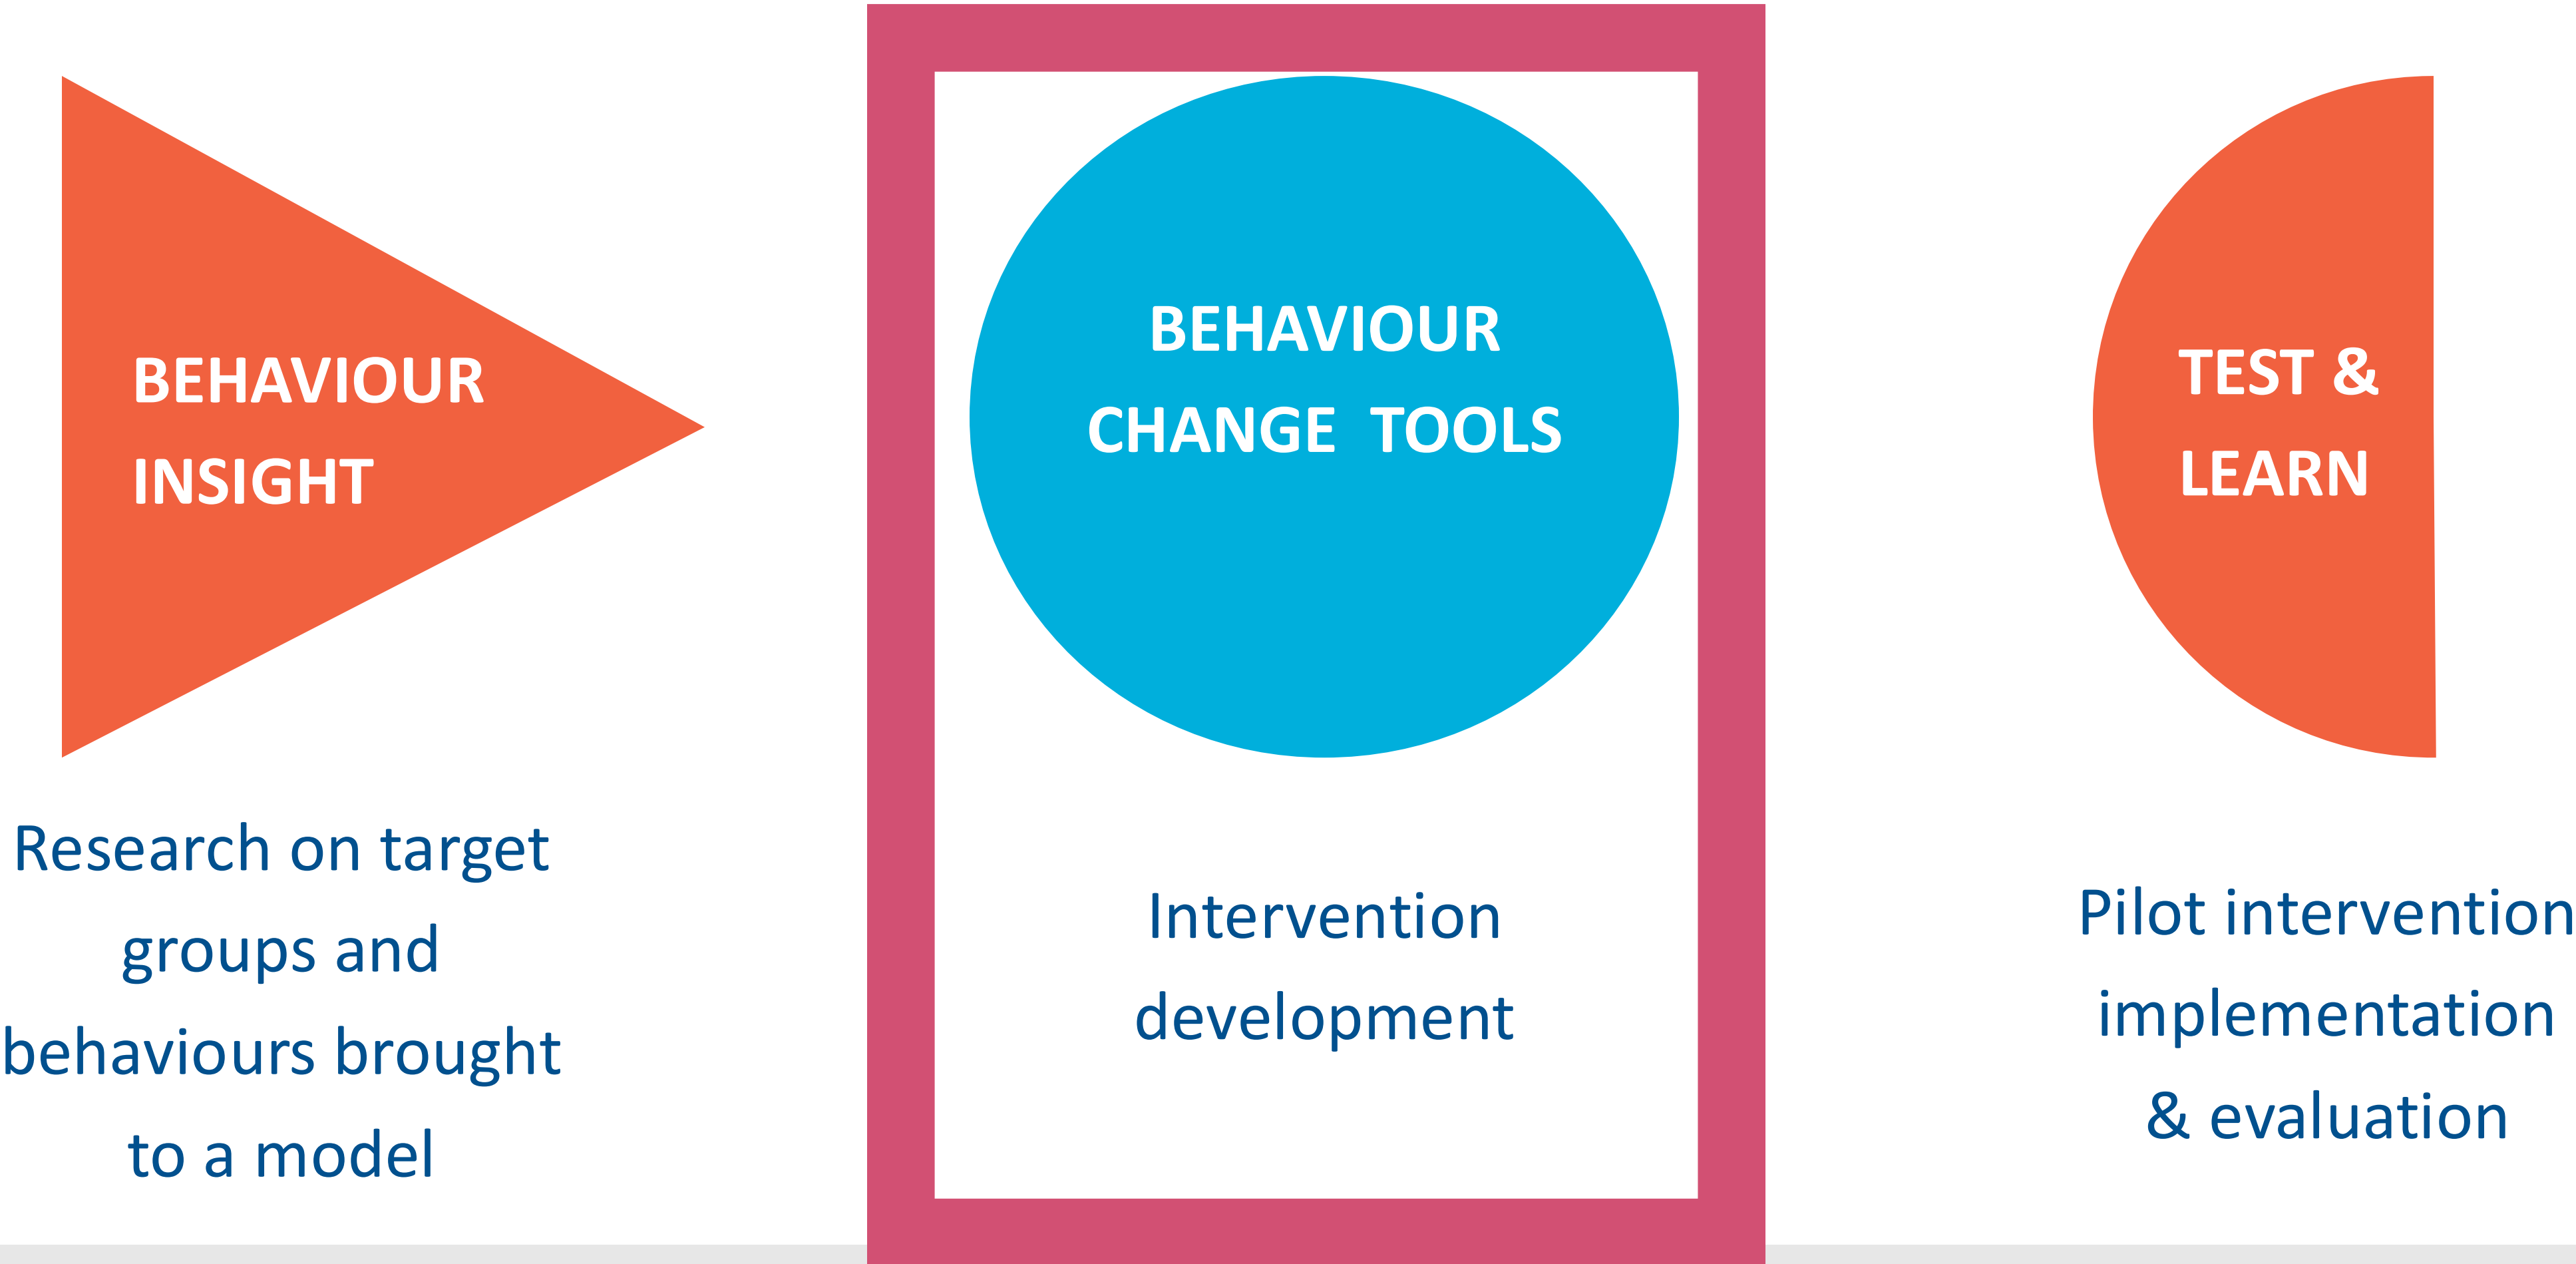 BEHAVIOUR
INSIGHT
Research on target
groups and
behaviours brought
to a model
BEHAVIOUR
CHANGE  TOOLS
Intervention
development
TEST &
LEARN
Pilot intervention
implementation
& evaluation